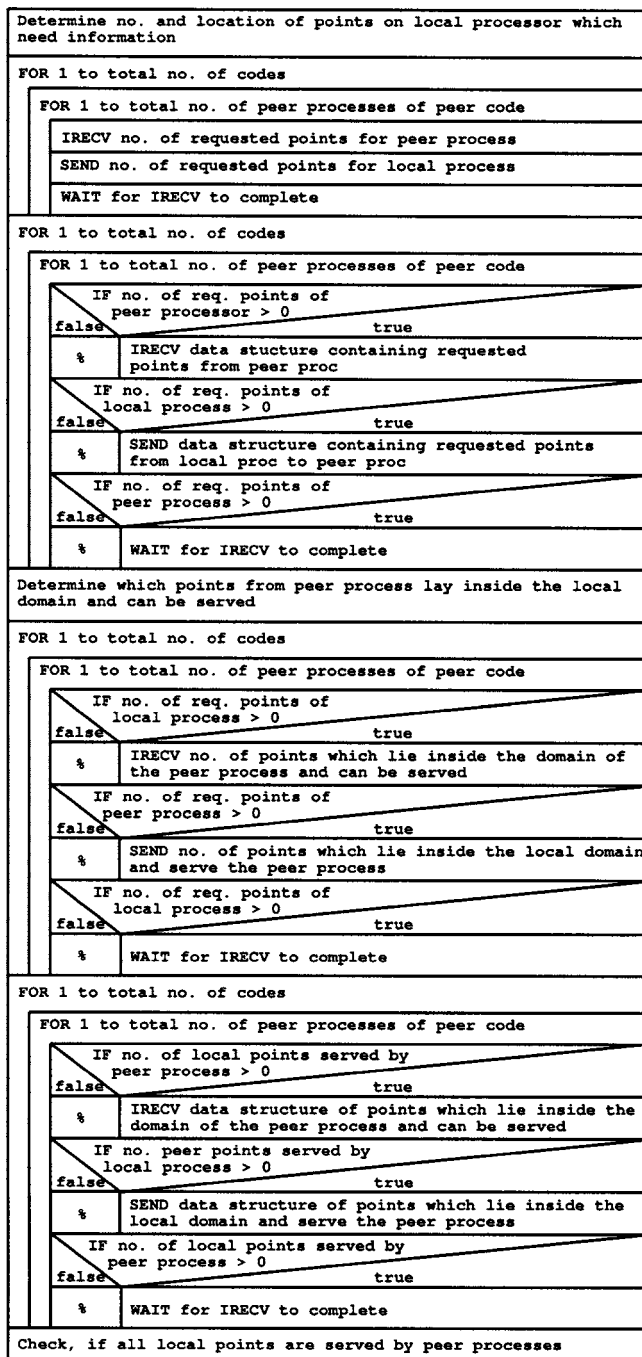 Determine no. and location of points on local processor which
need information
FOR 1 to total no. of codes
FOR 1 to total no. of peer processes of peer code
IRECV no. of requested points for peer process
SEND no. of requested points for local process
WAIT for IRECV to complete
FOR 1 to total no. of codes
FOR 1 to total no. of peer processes of peer code
IF no. of req. points of
peer processor > 0
false true
% IRECV data stucture containing requested
points from peer proc
IF no. of req. points of
local process > 0
false true
% SEND data structure containing requested points
from local proc to peer proc
IF no. of req. points of
peer process > 0
false true
% WAIT for IRECV to complete
Determine which points from peer process lay inside the local
domain and can be served
FOR 1 to total no. of codes
FOR 1 to total no. of peer processes of peer code
IF no. of req. points of
local process > 0
false true
% IRECV no. of points which lie inside the domain of
the peer process and can be served
IF no. of req. points of
peer process > 0
false true
% SEND no. of points which lie inside the local domain
and serve the peer process
IF no. of req. points of
local process > 0
false true
% WAIT for IRECV to complete
FOR 1 to total no. of codes
FOR 1 to total no. of peer processes of peer code
IF no. of local points served by
peer process > 0
false true
% IRECV data structure of points which lie inside the
domain of the peer process and can be served
IF no. peer points served by
local process > 0
false true
% SEND data structure of points which lie inside the
local domain and serve the peer process
IF no. of local points served by
peer process > 0
false true
% WAIT for IRECV to complete
Check, if all local points are served by peer processes